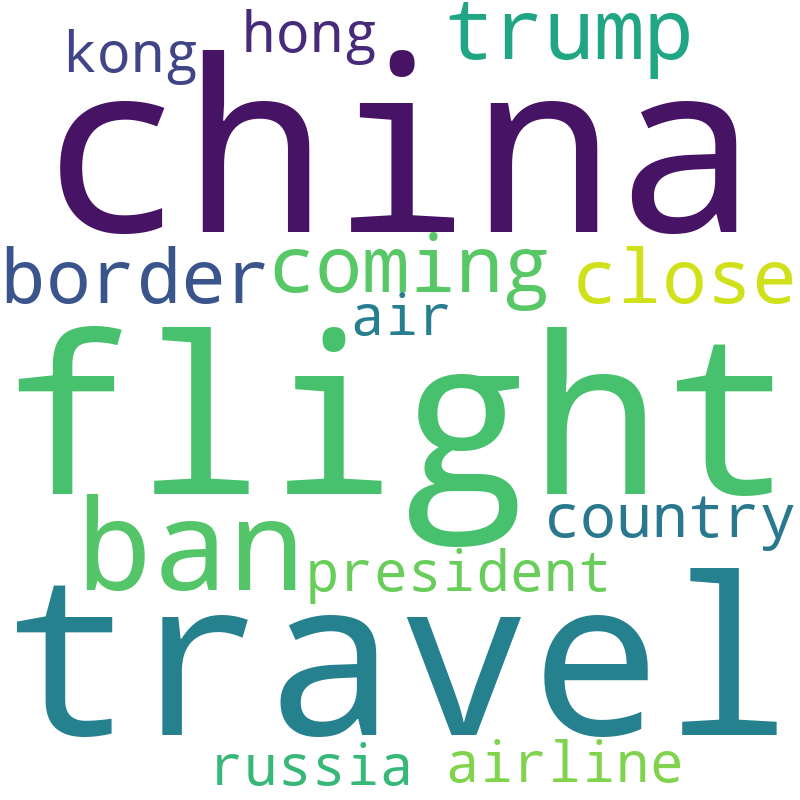 kong hong trump
china
border coming close
air
flight
ban country
president
travel
russia airline